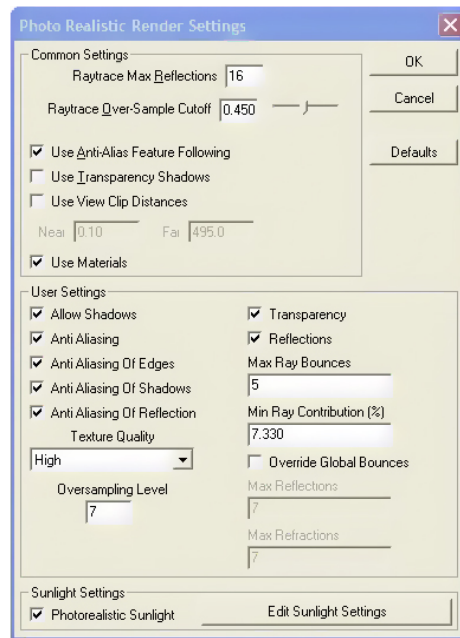 Photo Realistic Render Settings
Common Settings
Raytrace Max Reflections 16
Raytrace Over-Sample Cutoff 0.450
Use Anti-Alias Feature Following
Use Transparency Shadows
Use View Clip Distances
Near 0.10 Far 495.0
Use Materials
OK
Cancel
Defaults
User Settings
Allow Shadows
Anti Aliasing
Anti Aliasing Of Edges
Anti Aliasing Of Shadows
Anti Aliasing Of Reflection
Texture Quality
High
Oversampling Level
7
Transparency
Reflections
Max Ray Bounces
5
Min Ray Contribution (%)
7.330
Override Global Bounces
Max Reflections
7
Max Refractions
7
Sunlight Settings
Photorealistic Sunlight
Edit Sunlight Settings